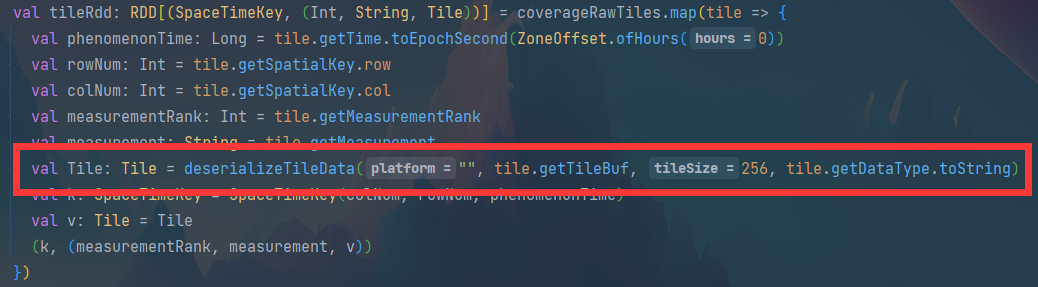 val tileRdd: RDD[(SpaceTimeKey, (Int, String, Tile))] = coverageRawTiles.map(tile => {
val phenomenonTime: Long = tile.getTime.toEpochSecond(ZoneOffset.ofHours( hours = 0))
val rowNum: Int = tile.getSpatialKey.row
val colNum: Int = tile.getSpatialKey.col
val measurementRank: Int = tile.getMeasurementRank
val measurement: String = tile.getMeasurement
val Tile: Tile = deserializeTileData( platform = "", tile.getTileBuf, tileSize = 256, tile.getDataType.toString)
val k: SpaceTimeKey = SpaceTimeKey(colNum, rowNum, phenomenonTime)
val v: Tile = Tile
(k, (measurementRank, measurement, v))
})